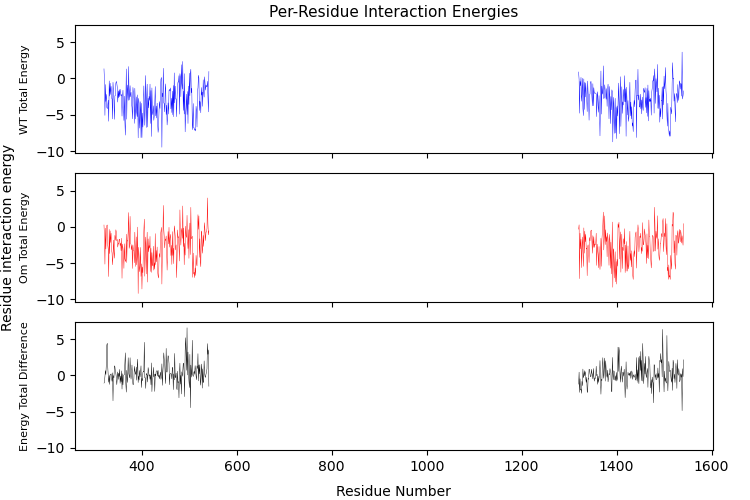 Per-Residue Interaction Energies
5
0
−5
−10
WT Total Energy
5
0
−5
−10
Om Total Energy
Residue interaction energy
5
0
−5
−10
Energy Total Difference
400 600 800 1000 1200 1400 1600
Residue Number